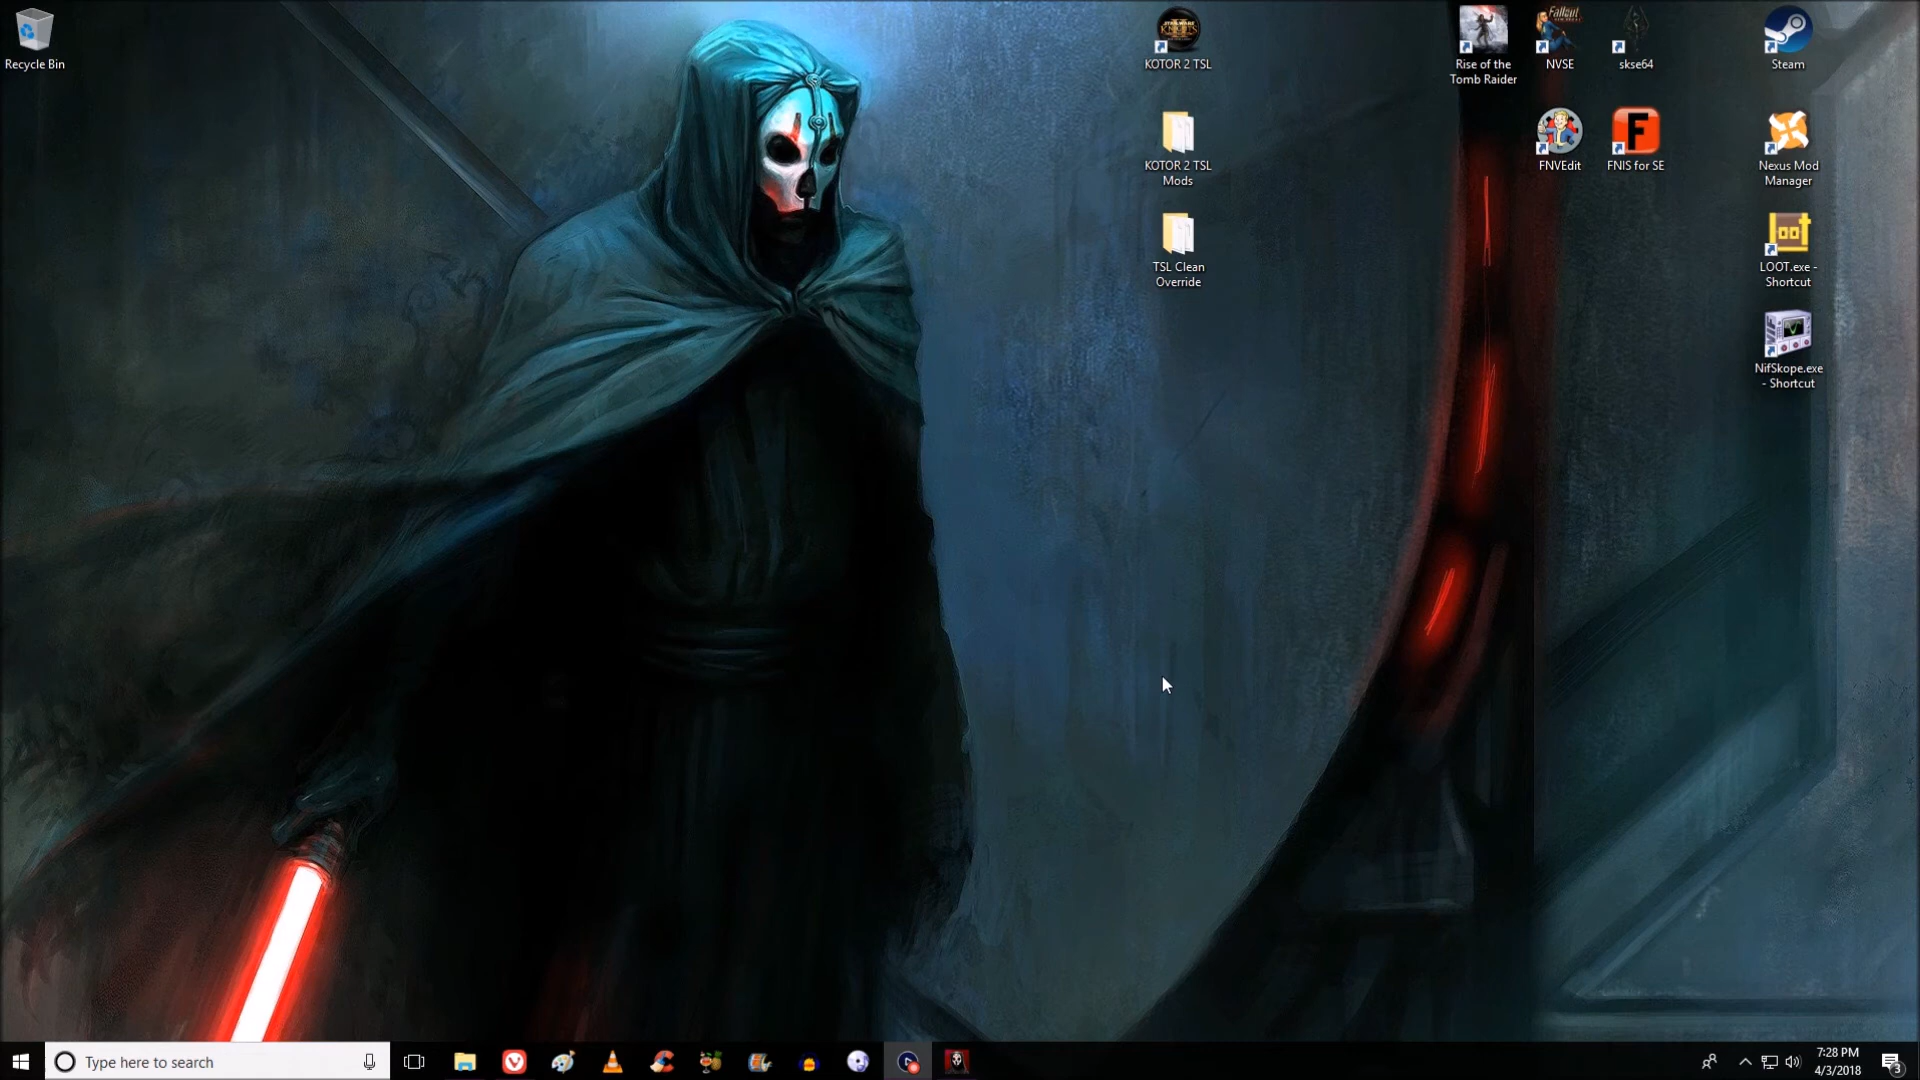 Recycle Bin
KOTOR 2 TSL
Rise of the
Tomb Raider
Fallout
NVSE
skse64
Steam
KOTOR 2 TSL
Mods
FNVEdit
F
FNIS for SE
Nexus Mod
Manager
TSL Clean
Override
LOOT.exe -
Shortcut
NifSkope.exe
- Shortcut
Type here to search
7:28 PM
4/3/2018
3